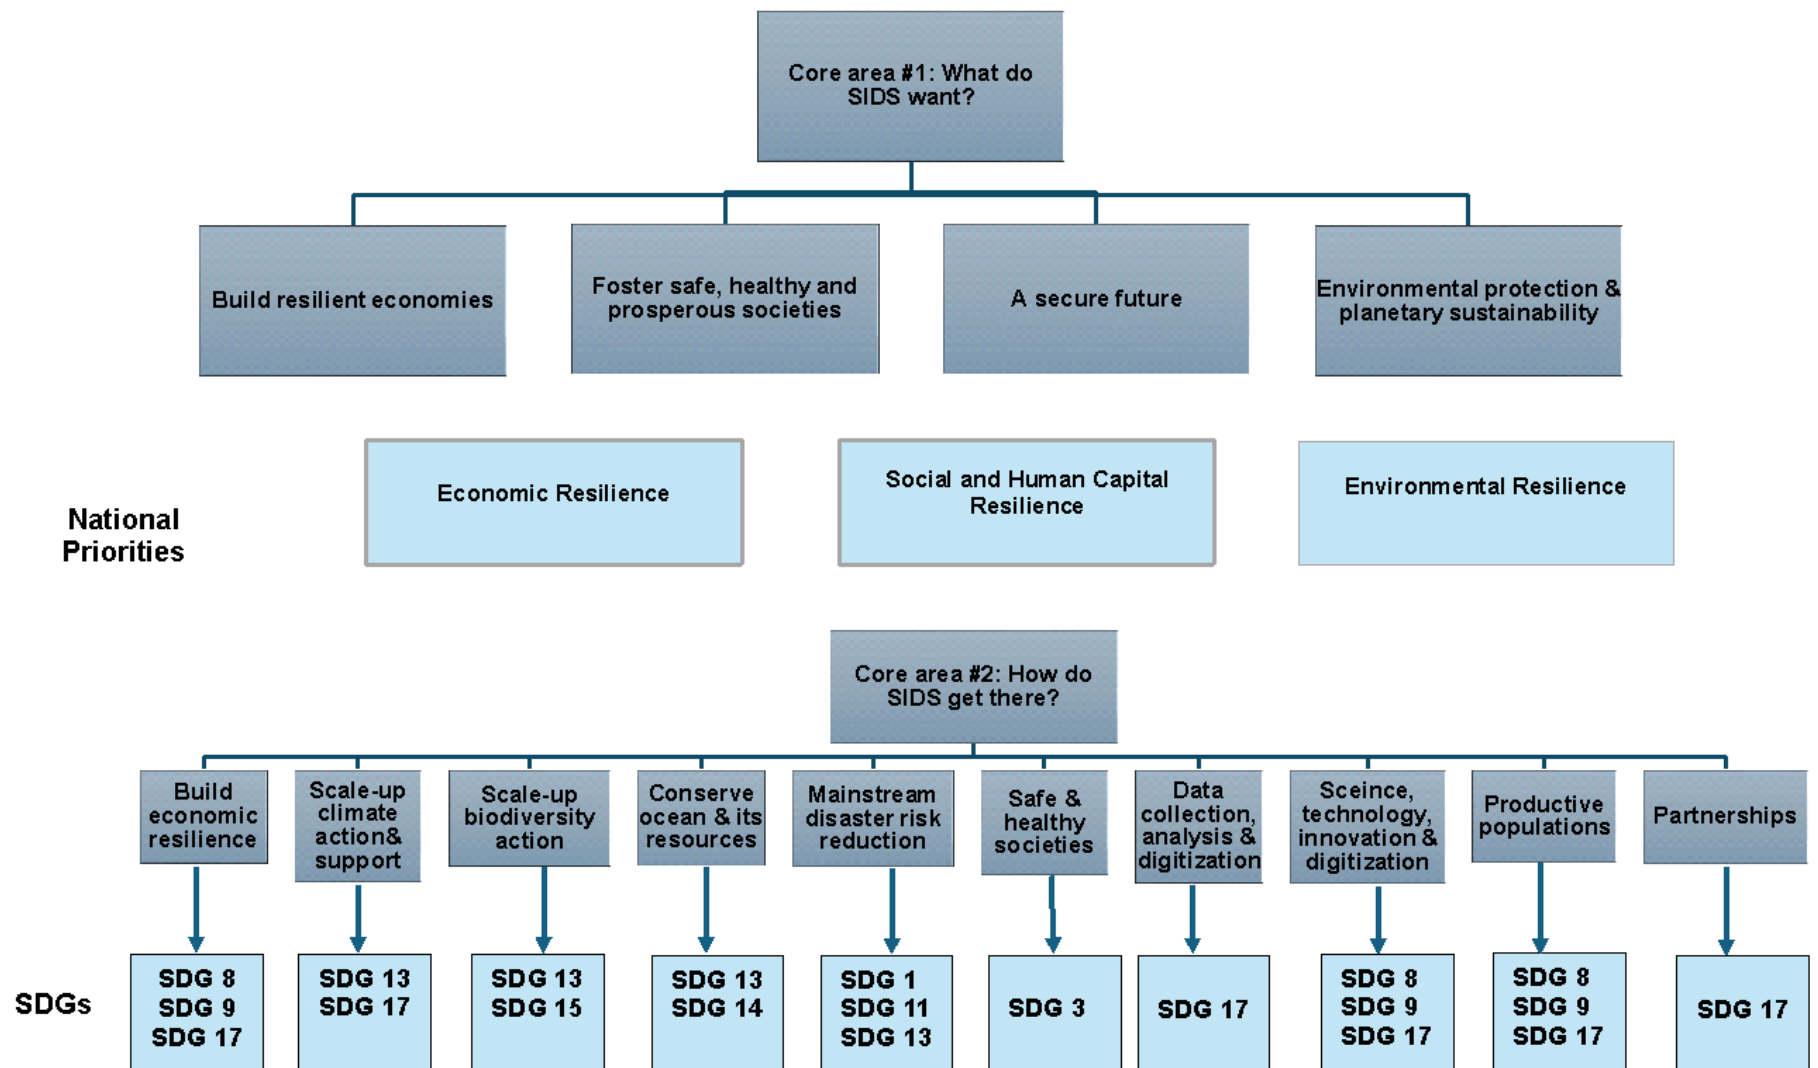 Core area #1: What do
SIDS want?
Build resilient economies
Foster safe, healthy and
prosperous societies
A secure future
Environmental protection &
planetary sustainability
National
Priorities
Economic Resilience
Social and Human Capital
Resilience
Environmental Resilience
Core area #2: How do
SIDS get there?
Build
economic
resilience
Scale-up
climate
action&
support
Scale-up
biodiversity
action
Conserve
ocean & its
resources
Mainstream
disaster risk
reduction
Safe &
healthy
societies
Data
collection,
analysis &
digitization
Sceince,
technology,
innovation &
digitization
Productive
populations
Partnerships
SDGs
SDG 8
SDG 9
SDG 17
SDG 13
SDG 17
SDG 13
SDG 15
SDG 13
SDG 14
SDG 1
SDG 11
SDG 13
SDG 3
SDG 17
SDG 8
SDG 9
SDG 17
SDG 8
SDG 9
SDG 17
SDG 17